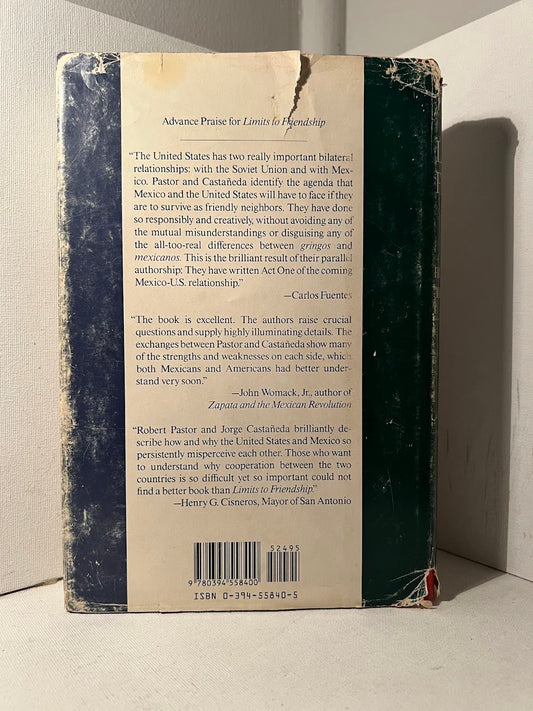 Advance Praise for Limits to Friendship
“The United States has two really important bilateral
relationships: with the Soviet Union and with Mex-
ico. Pastor and Castañeda identify the agenda that
Mexico and the United States will have to face if they
are to survive as friendly neighbors. They have done
so responsibly and creatively, without avoiding any of
the mutual misunderstandings or disguising any of
the all-too-real differences between gringos and
mexicanos. This is the brilliant result of their parallel
authorship: They have written Act One of the coming
Mexico-U.S. relationship.”
—Carlos Fuentes
“The book is excellent. The authors raise crucial
questions and supply highly illuminating details. The
exchanges between Pastor and Castañeda show many
of the strengths and weaknesses on each side, which
both Mexicans and Americans had better under-
stand very soon.”
—John Womack, Jr., author of
Zapata and the Mexican Revolution
“Robert Pastor and Jorge Castañeda brilliantly de-
scribe how and why the United States and Mexico so
persistently misperceive each other. Those who want
to understand why cooperation between the two
countries is so difficult yet so important could not
find a better book than Limits to Friendship.”
—Henry G. Cisneros, Mayor of San Antonio
52495
9 780394 558400
ISBN 0-394-55840-5